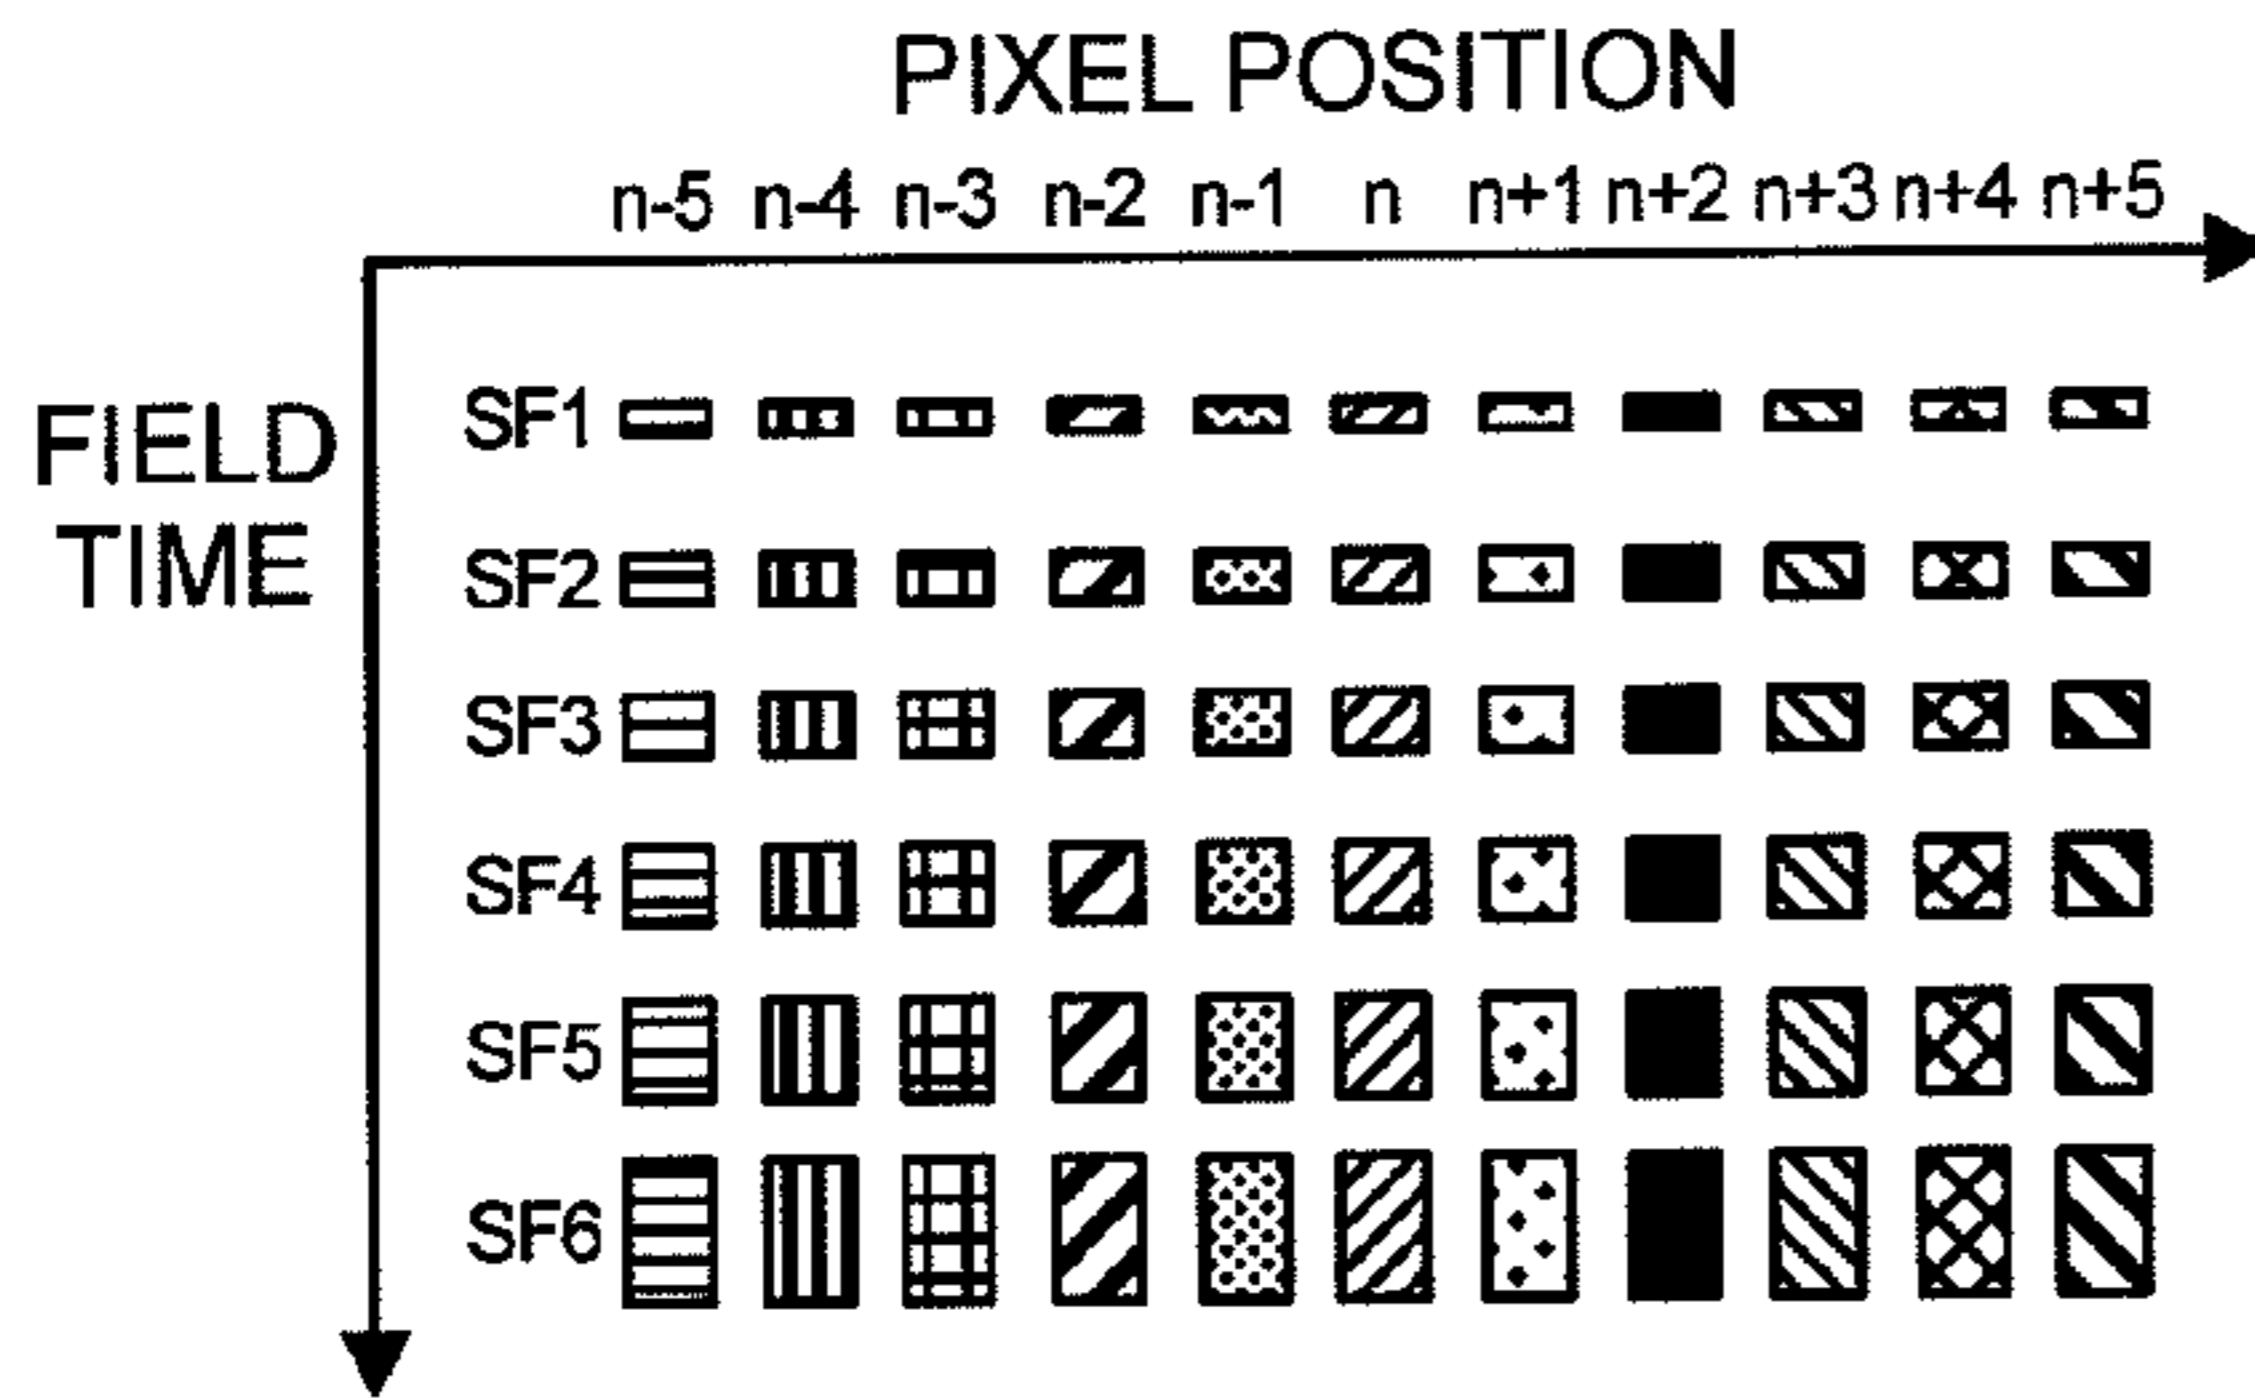 PIXEL POSITION
n-5 n-4 n-3 n-2 n-1 n n+1 n+2 n+3 n+4 n+5
FIELD
TIME
SF1
SF2
SF3
SF4
SF5
SF6